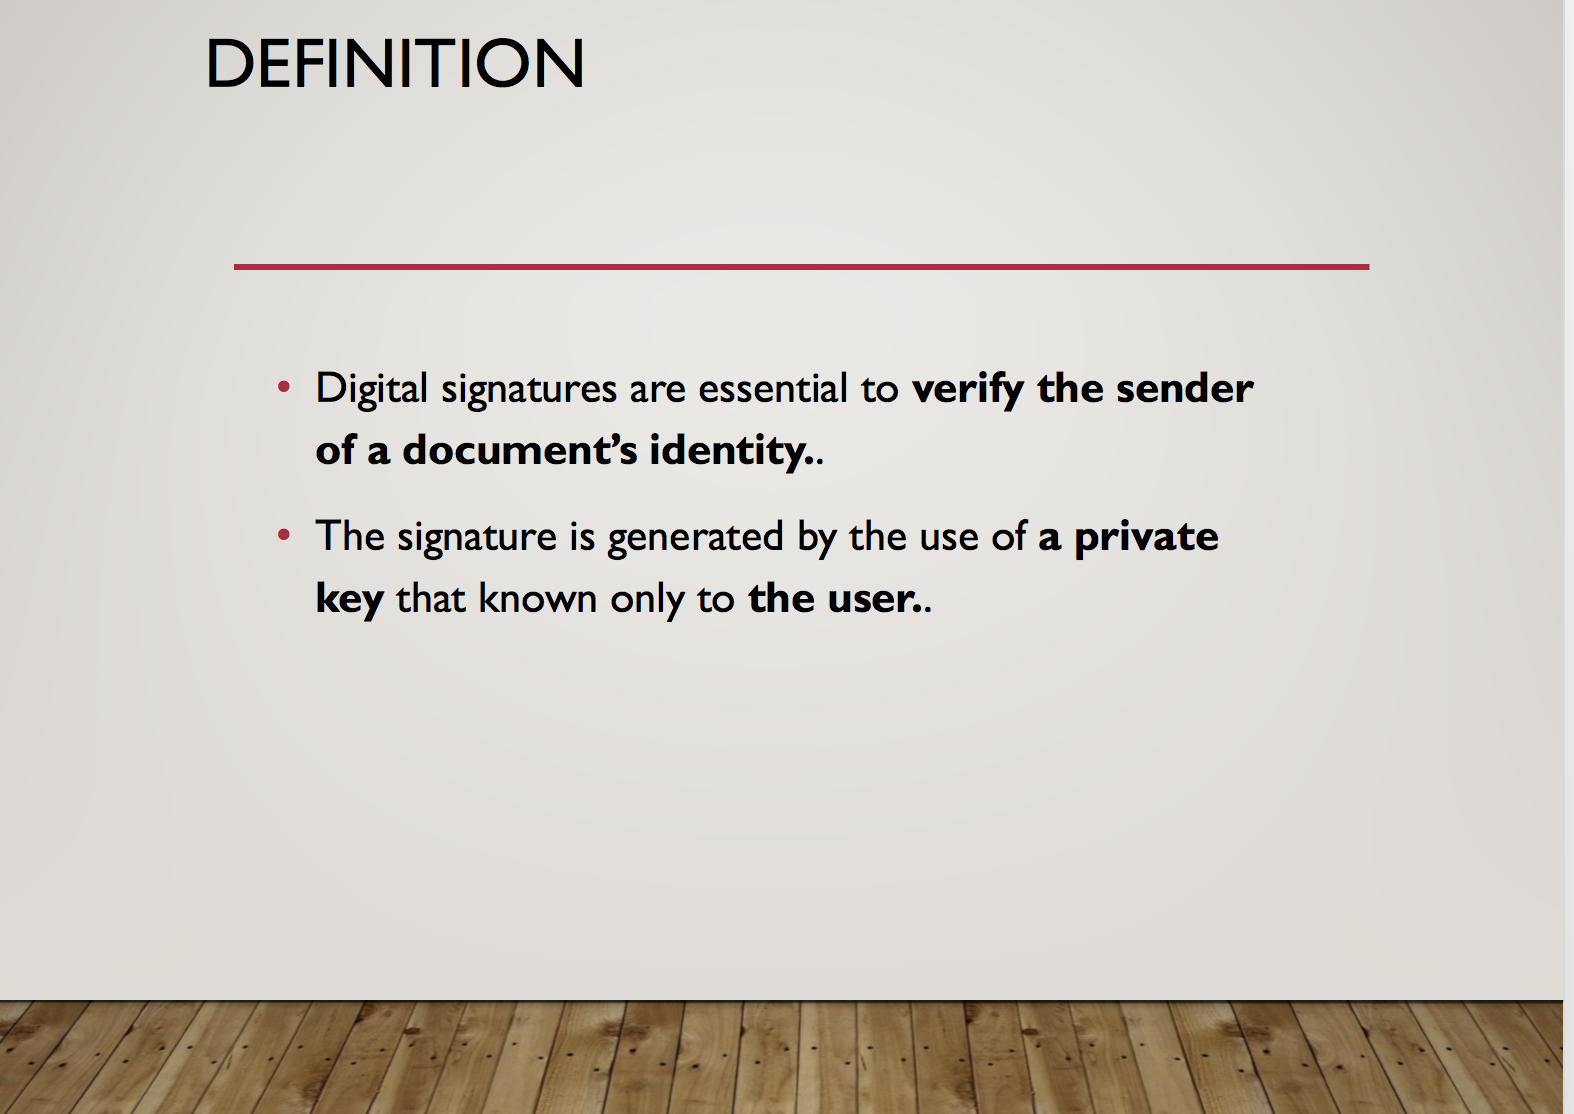 DEFINITION
• Digital signatures are essential to verify the sender
of a document’s identity..
• The signature is generated by the use of a private
key that known only to the user..